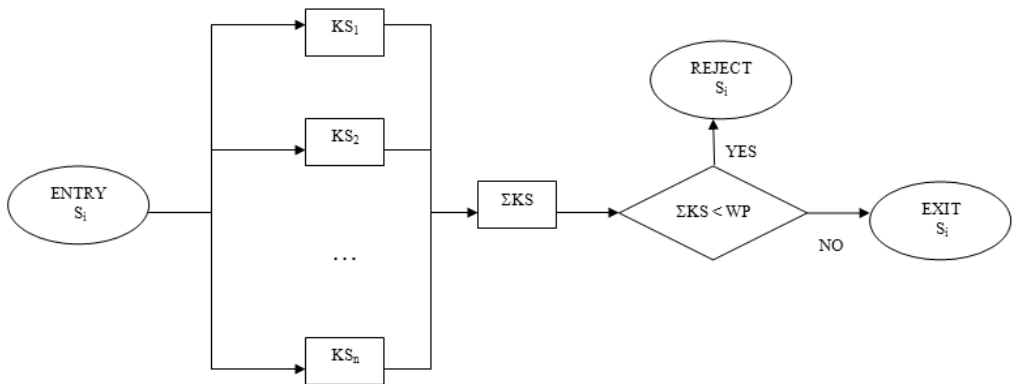 KS₁
REJECT
Sᵢ
KS₂
YES
ENTRY
Sᵢ
ΣKS
ΣKS < WP
EXIT
Sᵢ
NO
...
KSₙ